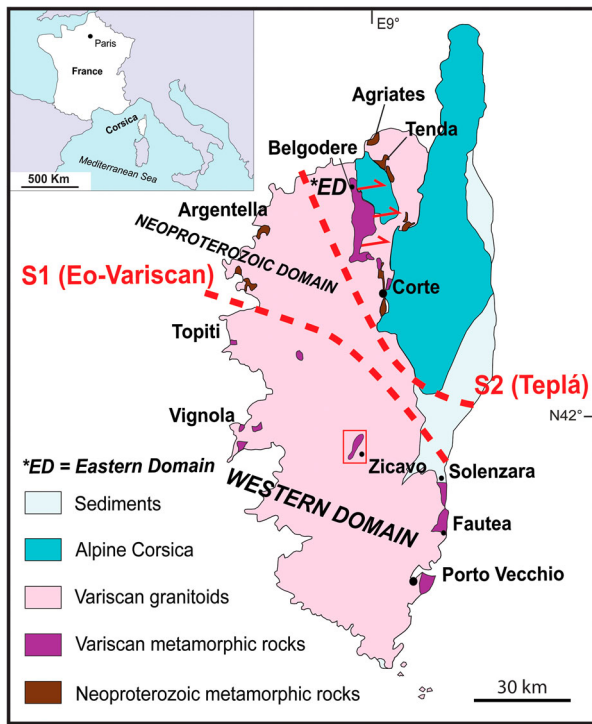 E9°
Paris
France
Corsica
Mediterranean Sea
500 Km
Agriates
Tenda
Belgodere
*ED
Argentella
NEOPROTEROZOIC DOMAIN
S1 (Eo-Variscan)
Corte
Topiti
S2 (Teplá)
N42°
Vignola
*ED = Eastern Domain
Zicavo
Solenzara
WESTERN DOMAIN
Sediments
Fautea
Alpine Corsica
Porto Vecchio
Variscan granitoids
Variscan metamorphic rocks
Neoproterozoic metamorphic rocks
30 km